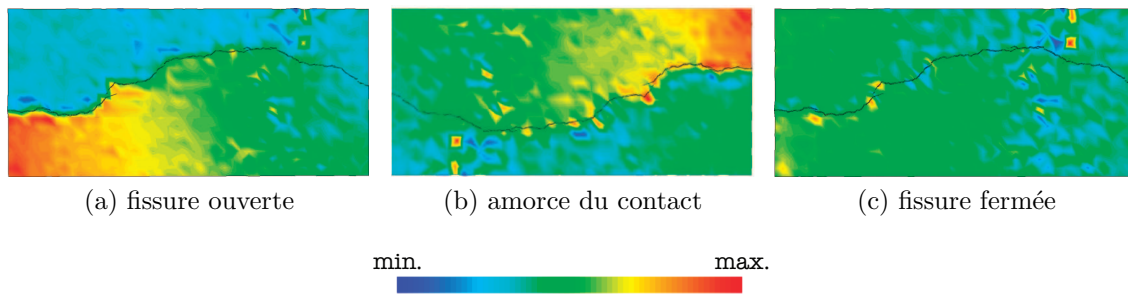 (a) fissure ouverte
(b) amorce du contact
(c) fissure fermée
min.
max.